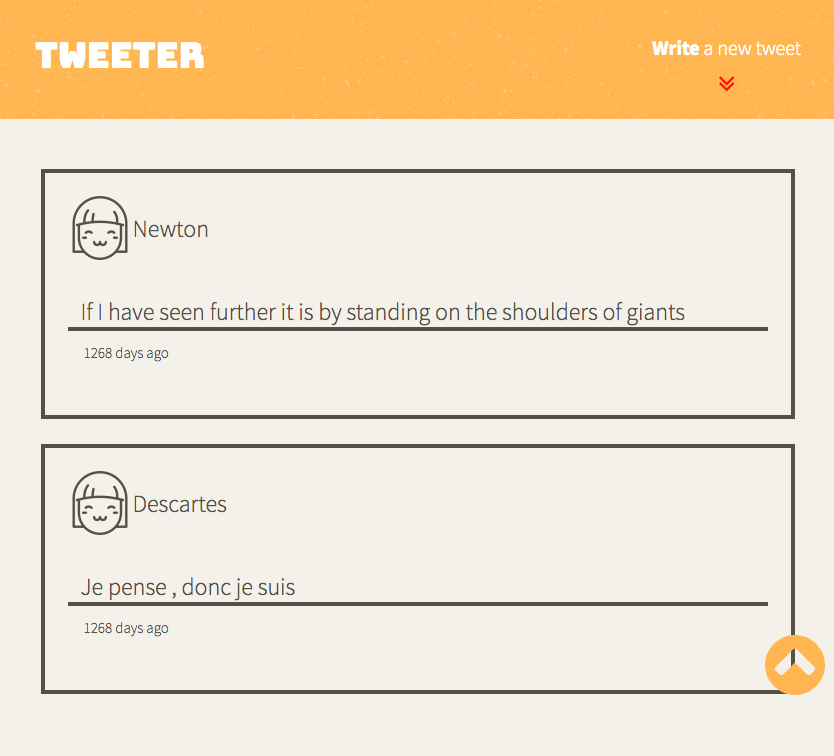 TWEETER
Write a new tweet
Newton
If I have seen further it is by standing on the shoulders of giants
1268 days ago
Descartes
Je pense , donc je suis
1268 days ago